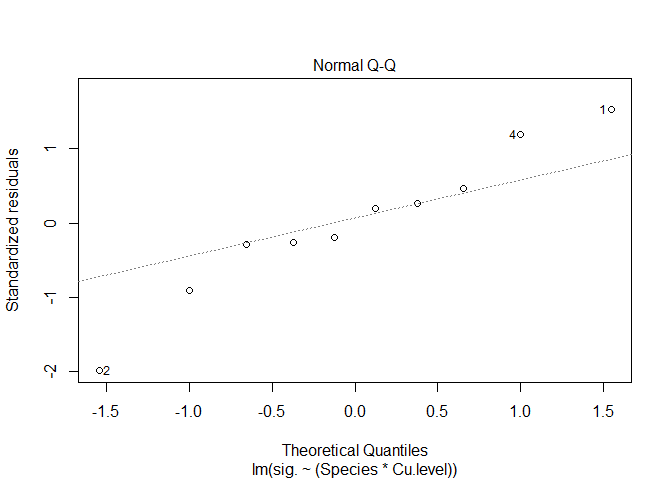 Normal Q-Q
Standardized residuals
1
0
-1
-2
1
4
2
-1.5 -1.0 -0.5 0.0 0.5 1.0 1.5
Theoretical Quantiles
lm(sig. ~ (Species * Cu.level))